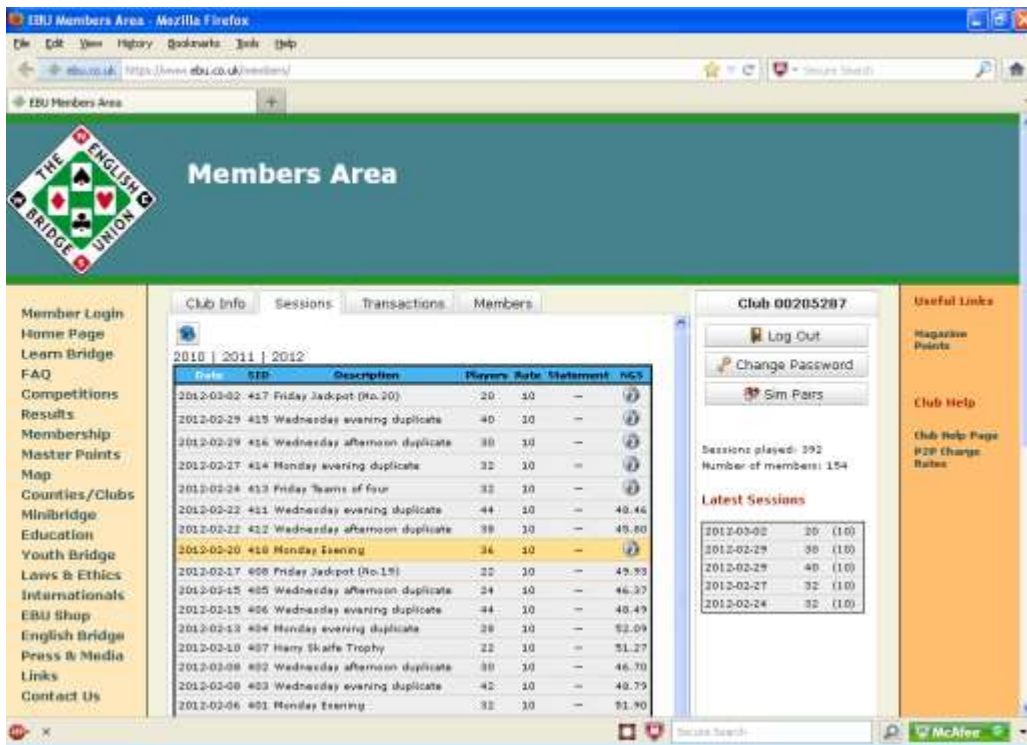 EBU Members Area - Mozilla Firefox
File Edit View History Bookmarks Tools Help
ebu.co.uk https://www.ebu.co.uk/members/
Secure Search
EBU Members Area
+
THE ENGLISH BRIDGE UNION
N E S W
Members Area
Member Login
Home Page
Learn Bridge
FAQ
Competitions
Results
Membership
Master Points
Map
Counties/Clubs
Minibridge
Education
Youth Bridge
Laws & Ethics
Internationals
EBU Shop
English Bridge
Press & Media
Links
Contact Us
Club Info Sessions Transactions Members
2010 | 2011 | 2012
Date SID Description Players Rate Statement NGS
2012-03-02 417 Friday Jackpot (No.20) 20 10 -
2012-02-29 415 Wednesday evening duplicate 40 10 -
2012-02-29 416 Wednesday afternoon duplicate 30 10 -
2012-02-27 414 Monday evening duplicate 32 10 -
2012-02-24 413 Friday Teams of four 32 10 -
2012-02-22 411 Wednesday evening duplicate 44 10 - 48.46
2012-02-22 412 Wednesday afternoon duplicate 38 10 -
2012-02-20 410 Monday Evening 36 10 -
2012-02-17 408 Friday Jackpot (No.19) 22 10 - 49.93
2012-02-15 405 Wednesday afternoon duplicate 24 10 - 46.37
2012-02-15 406 Wednesday evening duplicate 44 10 - 48.49
2012-02-13 404 Monday evening duplicate 28 10 - 52.09
2012-02-10 407 Harry Skaife Trophy 22 10 - 51.27
2012-02-08 402 Wednesday afternoon duplicate 30 10 - 46.70
2012-02-08 403 Wednesday evening duplicate 42 10 - 48.79
2012-02-06 401 Monday Evening 32 10 - 51.90
Club 00205287
Log Out
Change Password
Sim Pairs
Sessions played: 392
Number of members: 154
Latest Sessions
2012-03-02 20 (10)
2012-02-29 30 (10)
2012-02-29 40 (10)
2012-02-27 32 (10)
2012-02-24 32 (10)
Useful Links
Magazine
Points
Club Help
Club Help Page
P2P Charge
Rates
Secure Search
McAfee